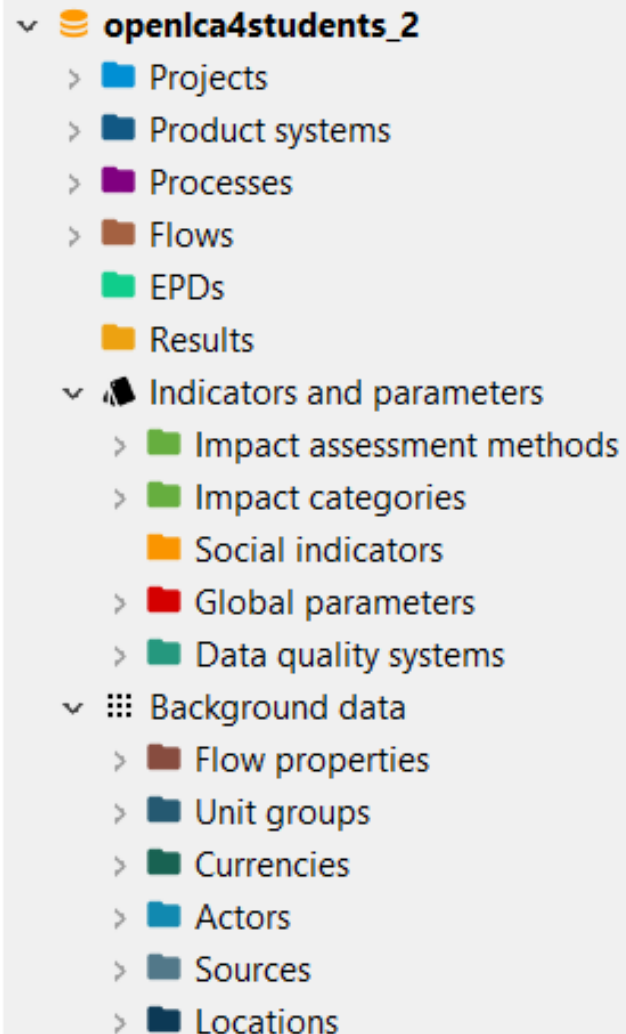 openlca4students_2
Projects
Product systems
Processes
Flows
EPDs
Results
Indicators and parameters
Impact assessment methods
Impact categories
Social indicators
Global parameters
Data quality systems
Background data
Flow properties
Unit groups
Currencies
Actors
Sources
Locations